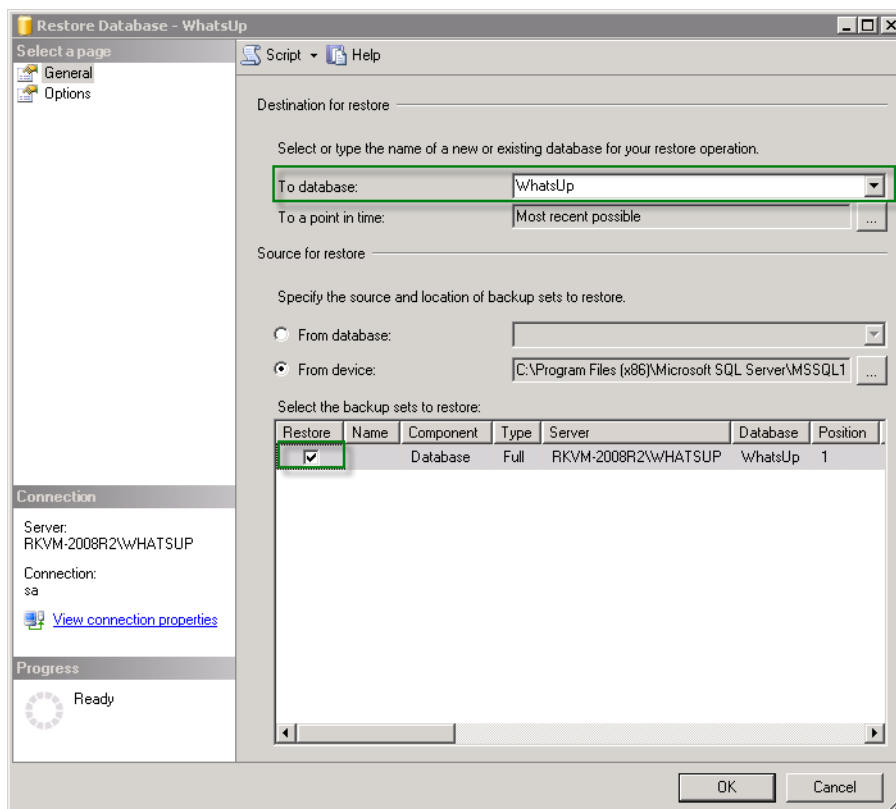 Restore Database - WhatsUp
Select a page
General
Options
Script
Help
Destination for restore
Select or type the name of a new or existing database for your restore operation.
To database:
WhatsUp
To a point in time:
Most recent possible
...
Source for restore
Specify the source and location of backup sets to restore.
From database:
From device:
C:\Program Files (x86)\Microsoft SQL Server\MSSQL1
...
Select the backup sets to restore:
Restore Name Component Type Server Database Position
Database Full RKVM-2008R2\WHATSUP WhatsUp 1
Connection
Server:
RKVM-2008R2\WHATSUP
Connection:
sa
View connection properties
Progress
Ready
OK
Cancel